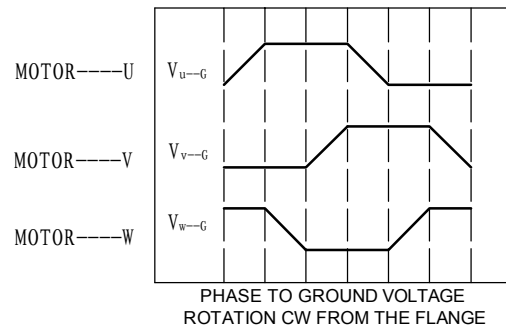 MOTOR----U Vu--G
MOTOR----V Vv--G
MOTOR----W Vw--G
PHASE TO GROUND VOLTAGE
ROTATION CW FROM THE FLANGE